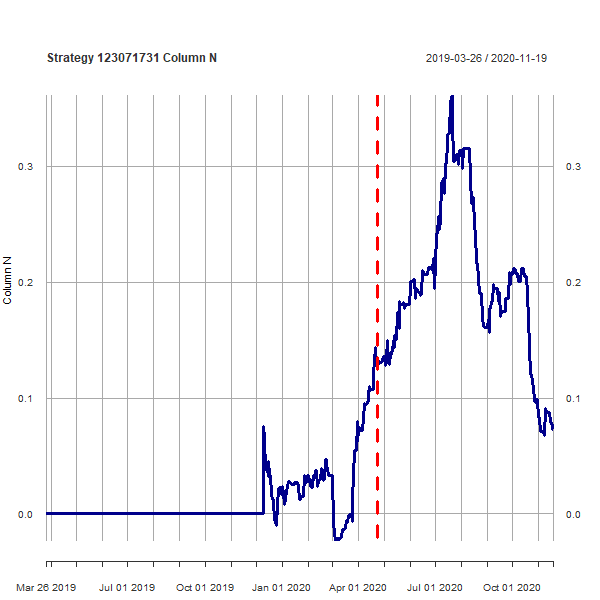 Strategy 123071731 Column N
2019-03-26 / 2020-11-19
0.3
0.3
0.2
0.2
Column N
0.1
0.1
0.0
0.0
Mar 26 2019
Jul 01 2019
Oct 01 2019
Jan 01 2020
Apr 01 2020
Jul 01 2020
Oct 01 2020